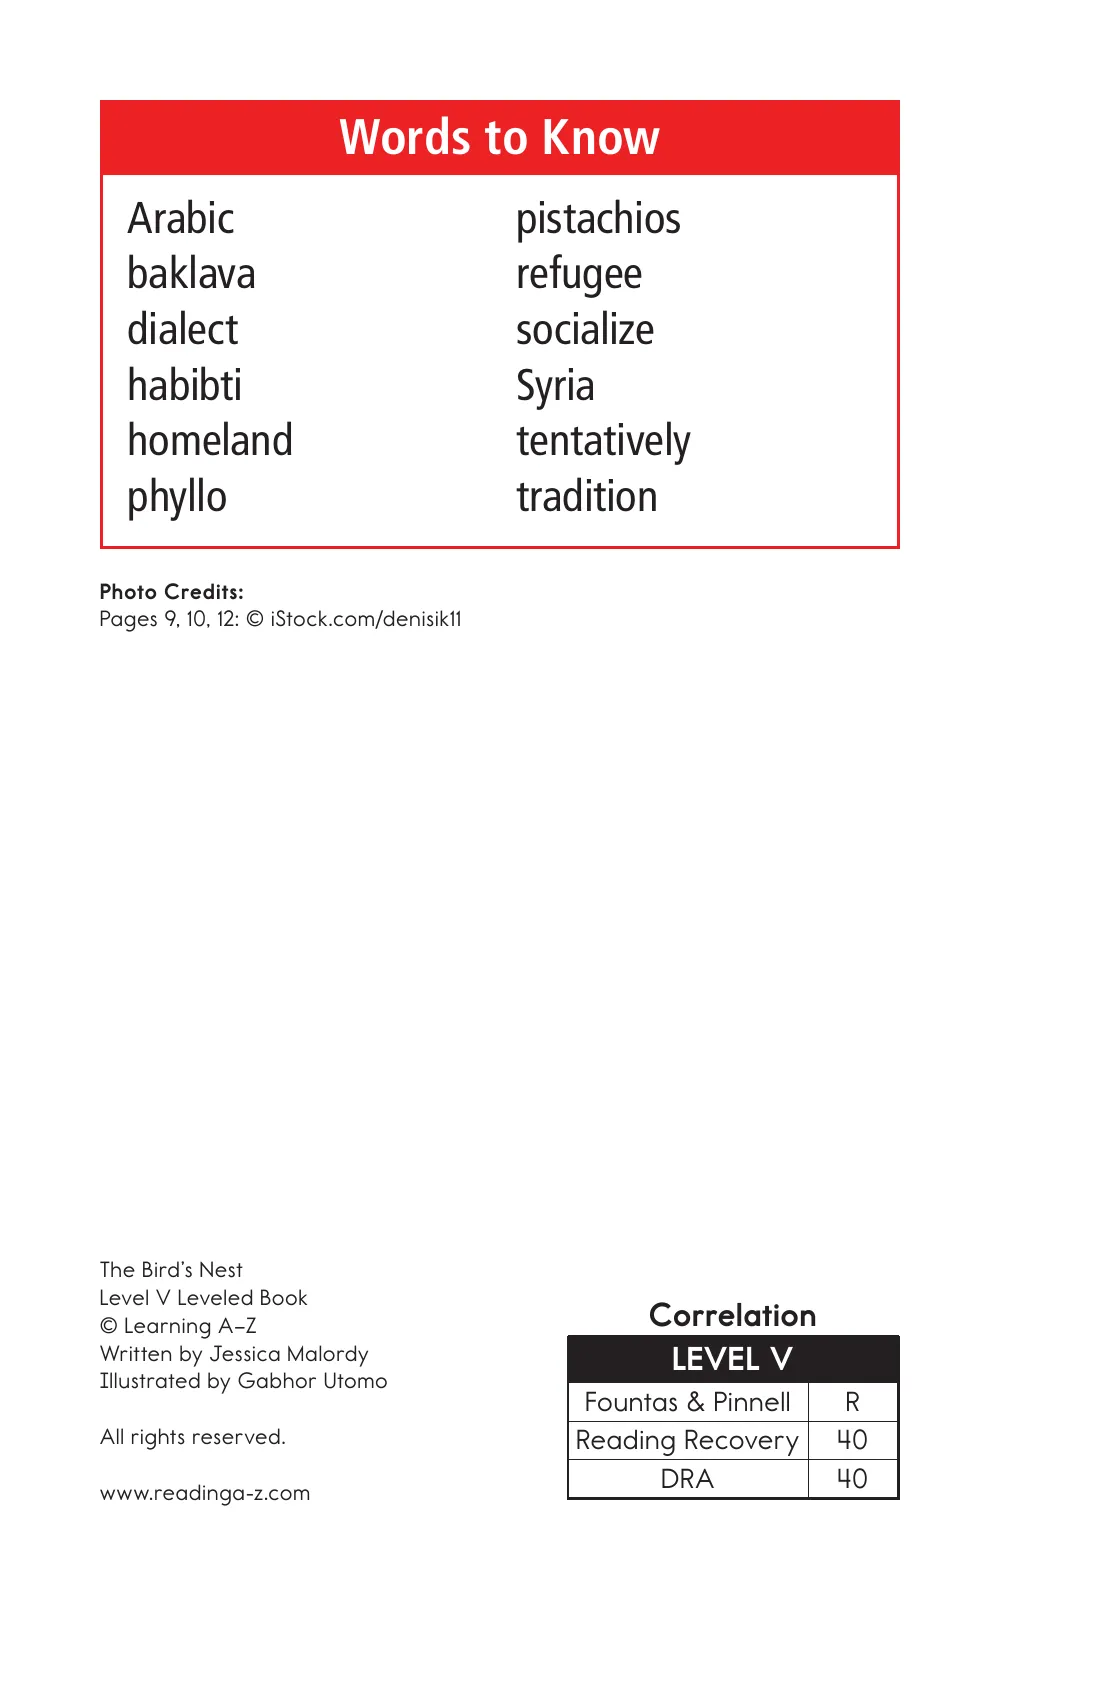 Words to Know
Arabic
baklava
dialect
habibti
homeland
phyllo
pistachios
refugee
socialize
Syria
tentatively
tradition
Photo Credits:
Pages 9, 10, 12: © iStock.com/denisik11
The Bird's Nest
Level V Leveled Book
© Learning A–Z
Written by Jessica Malordy
Illustrated by Gabhor Utomo
All rights reserved.
www.readinga-z.com
Correlation
LEVEL V
Fountas & Pinnell R
Reading Recovery 40
DRA 40